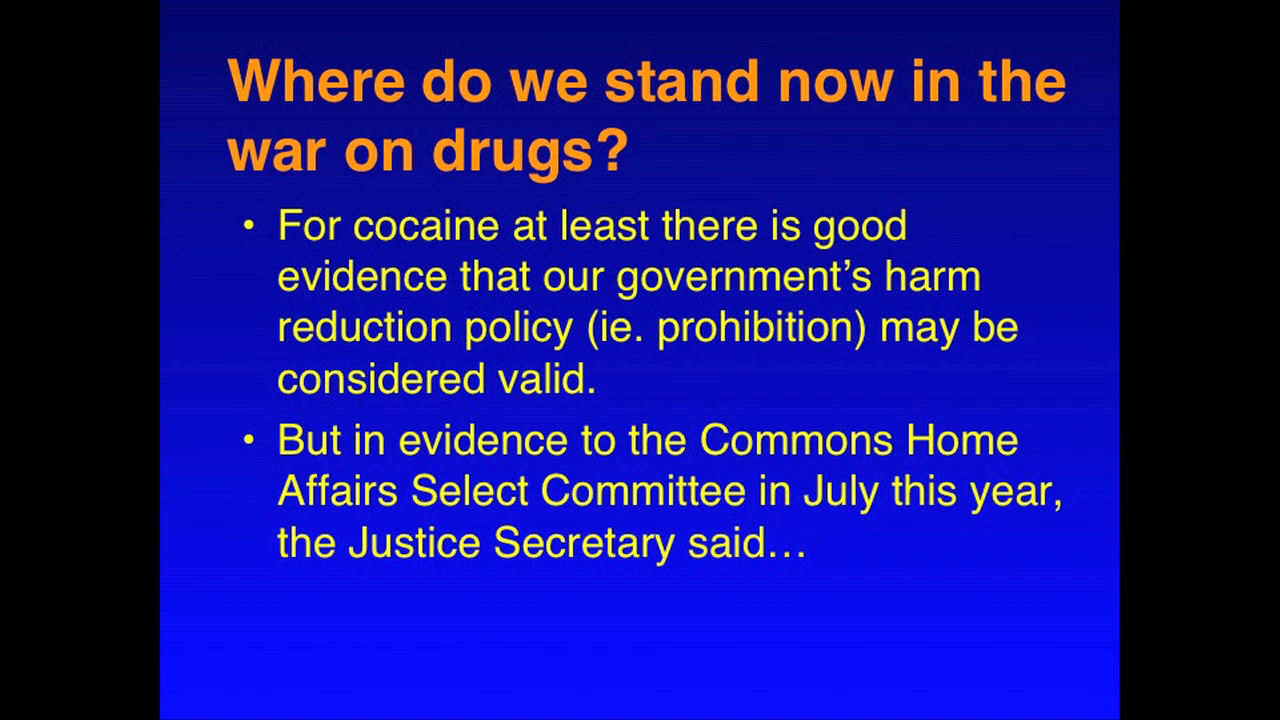 Where do we stand now in the
war on drugs?
• For cocaine at least there is good
evidence that our government’s harm
reduction policy (ie. prohibition) may be
considered valid.
• But in evidence to the Commons Home
Affairs Select Committee in July this year,
the Justice Secretary said…